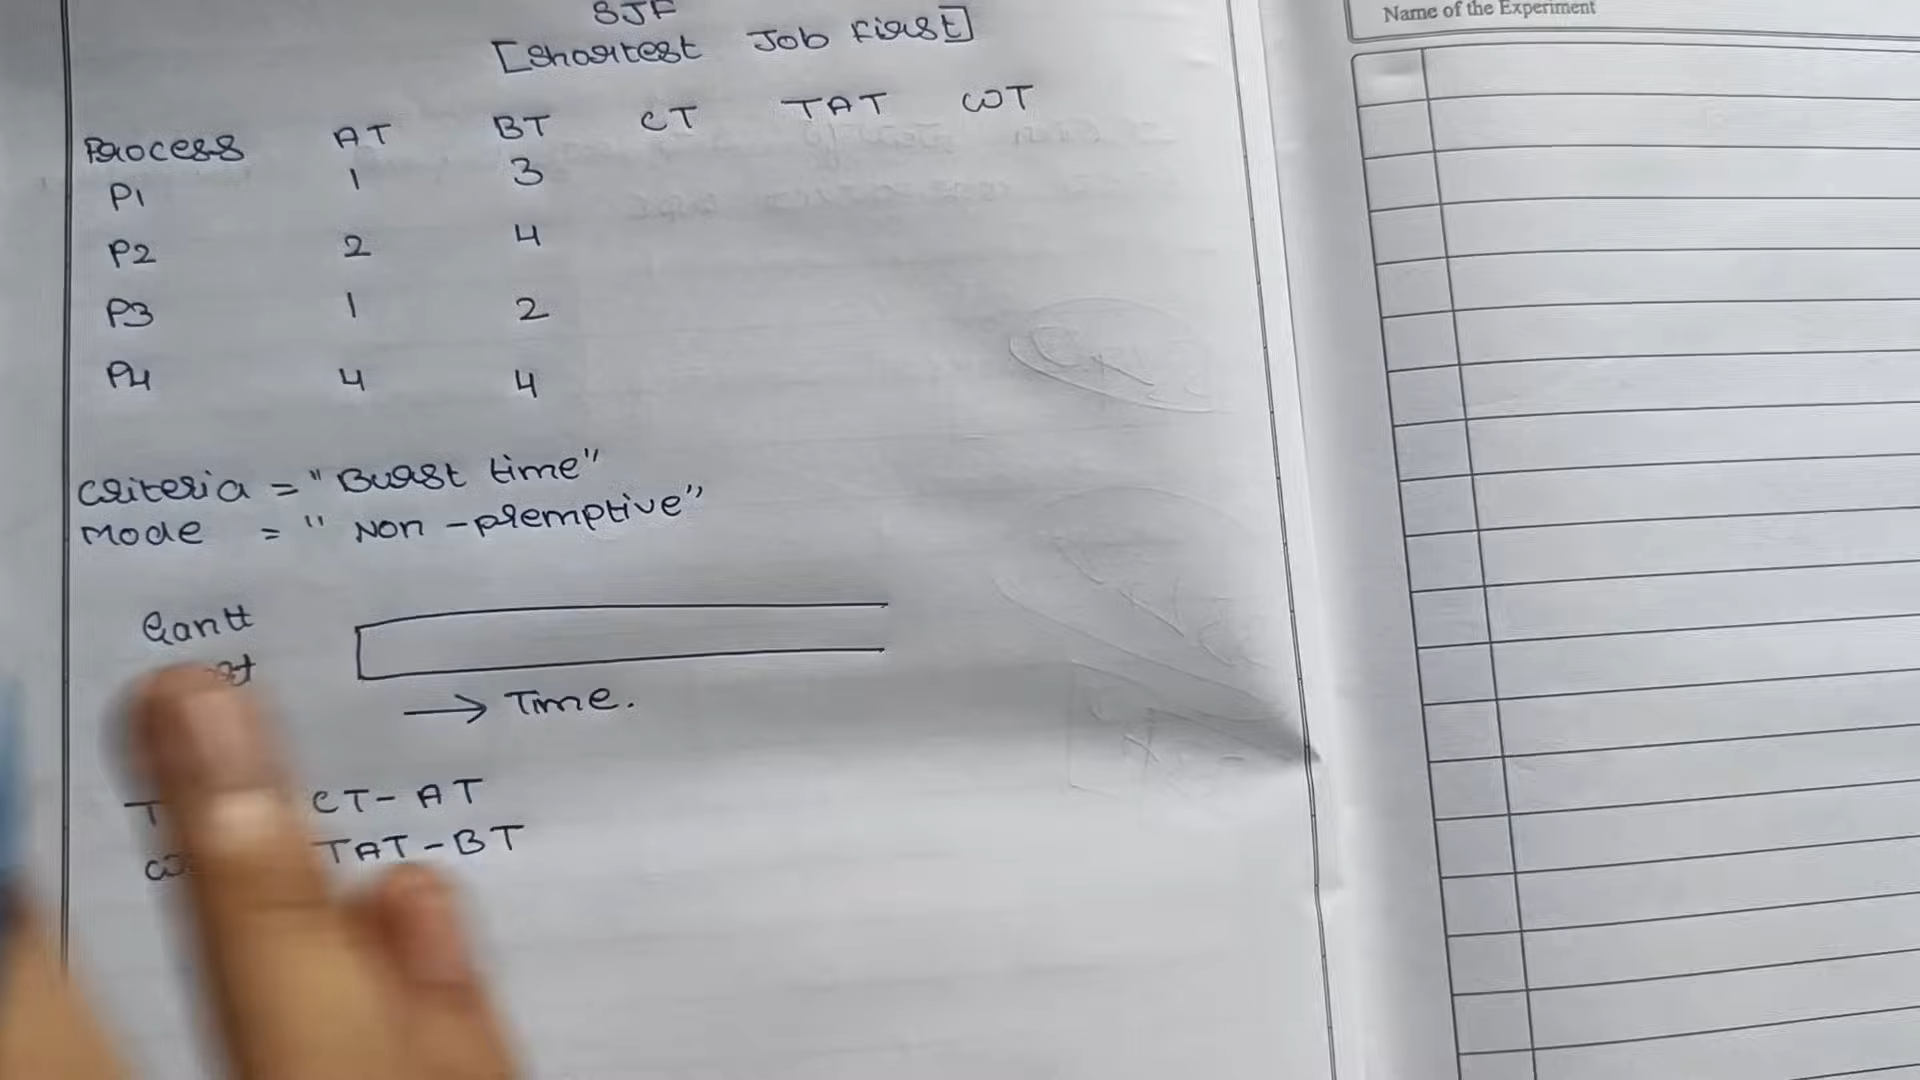 SJF
[Shortest Job First]
Process AT BT CT TAT WT
P1 1 3
P2 2 4
P3 1 2
P4 4 4
Criteria = "Burst time"
Mode = "Non-premptive"
Gantt
→ Time.
CT-AT
TAT-BT
Name of the Experiment